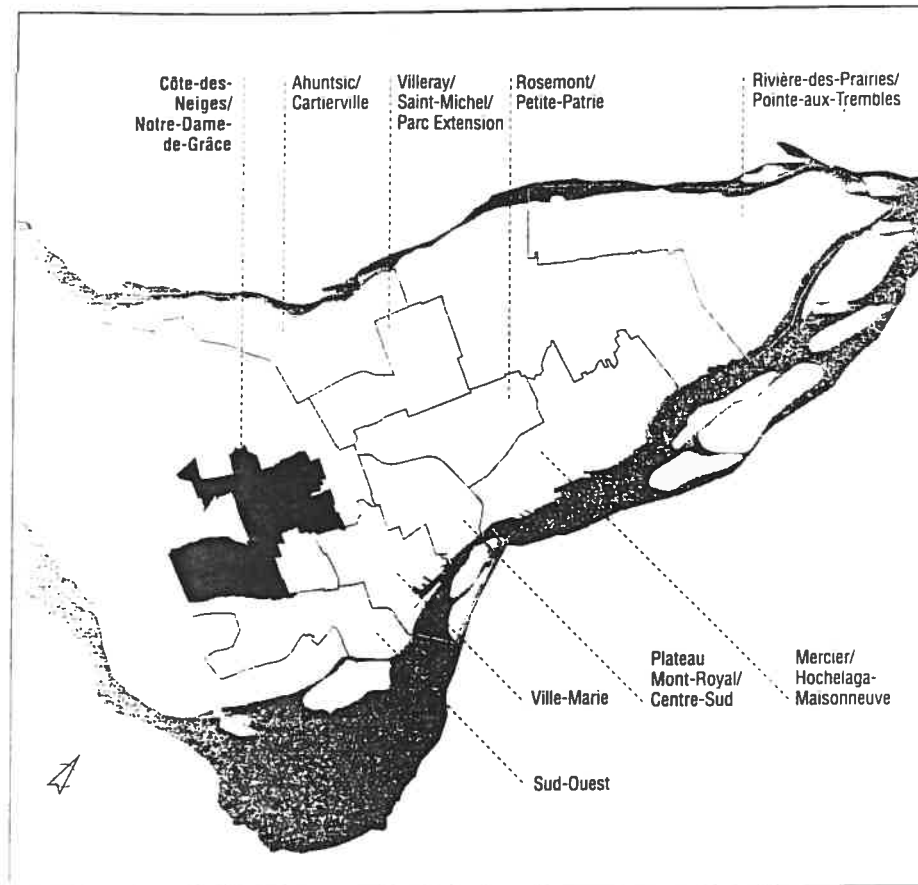 Côte-des-
Neiges/
Notre-Dame-
de-Grâce
Ahuntsic/
Cartierville
Villeray/
Saint-Michel/
Parc Extension
Rosemont/
Petite-Patrie
Rivière-des-Prairies/
Pointe-aux-Trembles
Ville-Marie
Plateau
Mont-Royal/
Centre-Sud
Mercier/
Hochelaga-
Maisonneuve
Sud-Ouest